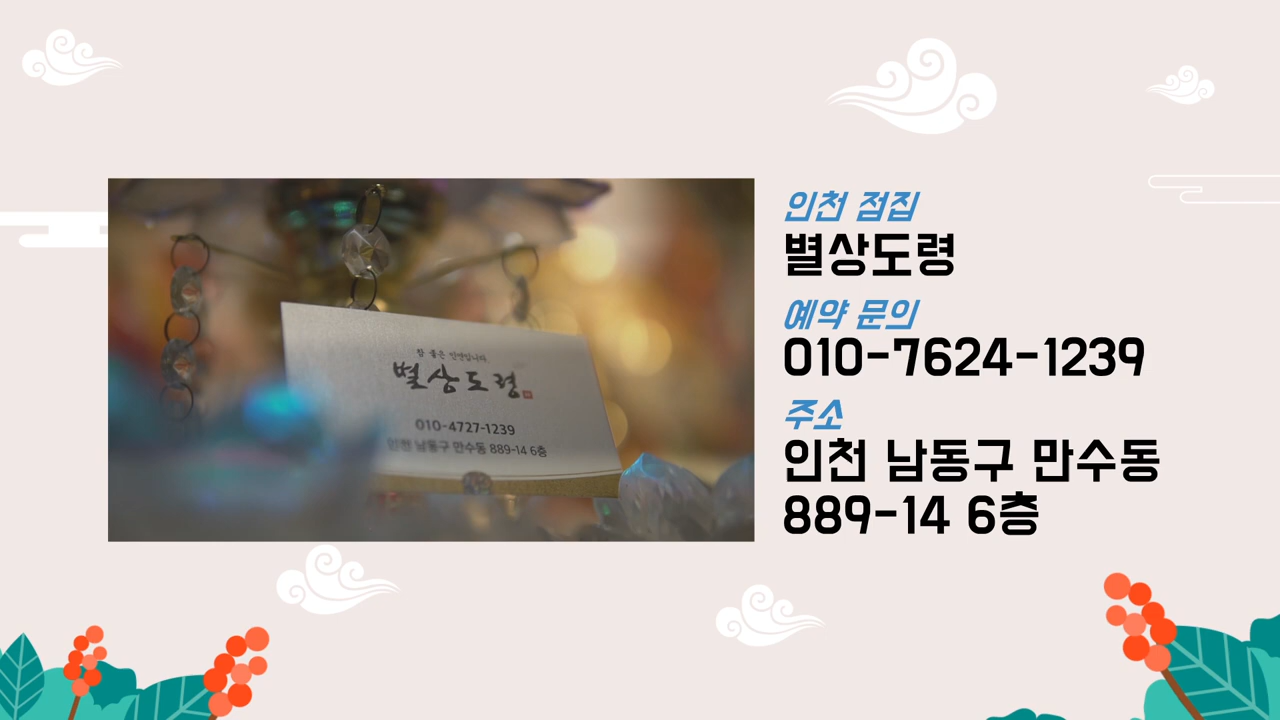 참 좋은 인연입니다
별상도령
010-4727-1239
인천 남동구 만수동 889-14 6층
인천 점집
별상도령
예약 문의
010-7624-1239
주소
인천 남동구 만수동
889-14 6층